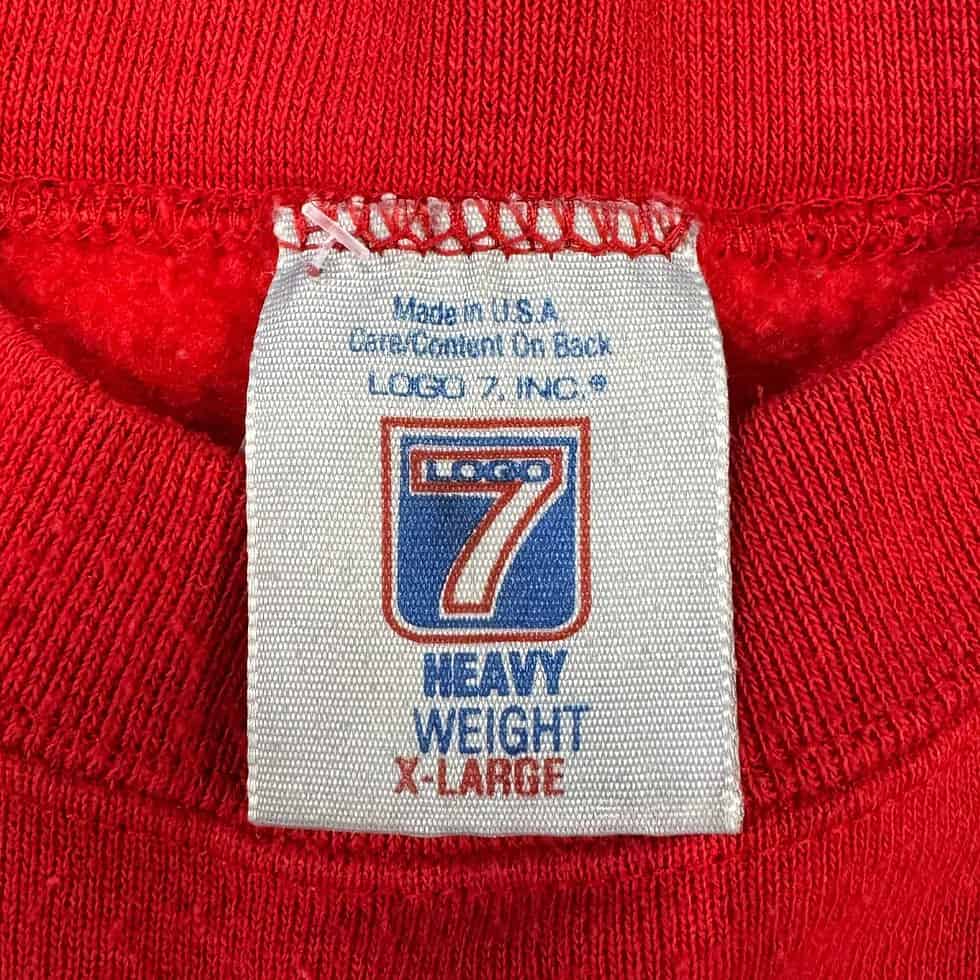 Made in U.S.A
Care/Content On Back
LOGO 7, INC.®
LOGO
7
HEAVY
WEIGHT
X-LARGE